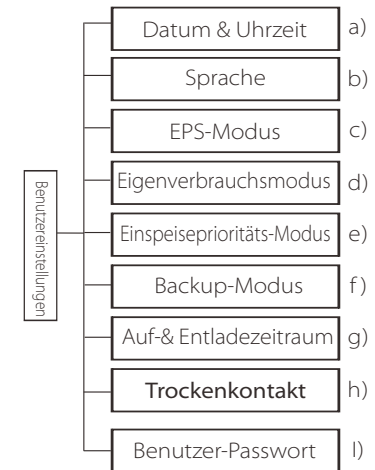 Benutzereinstellungen
Datum & Uhrzeit a)
Sprache b)
EPS-Modus c)
Eigenverbrauchsmodus d)
Einspeiseprioritäts-Modus e)
Backup-Modus f)
Auf-& Entladezeitraum g)
Trockenkontakt h)
Benutzer-Passwort l)